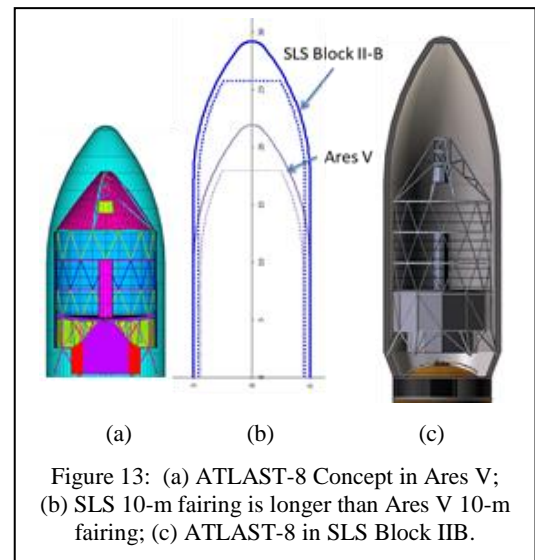 SLS Block II-B
Ares V
(a) (b) (c)
Figure 13: (a) ATLAST-8 Concept in Ares V;
(b) SLS 10-m fairing is longer than Ares V 10-m
fairing; (c) ATLAST-8 in SLS Block IIB.